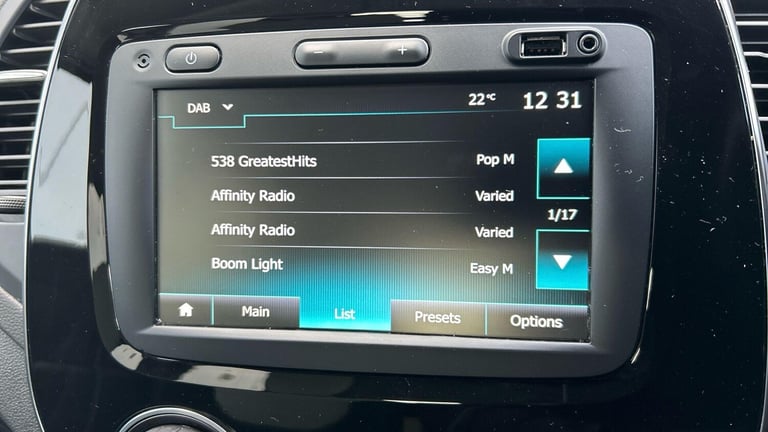 − +
DAB 22°C 12 31
538 GreatestHits Pop M
Affinity Radio Varied
1/17
Affinity Radio Varied
Boom Light Easy M
Main List Presets Options